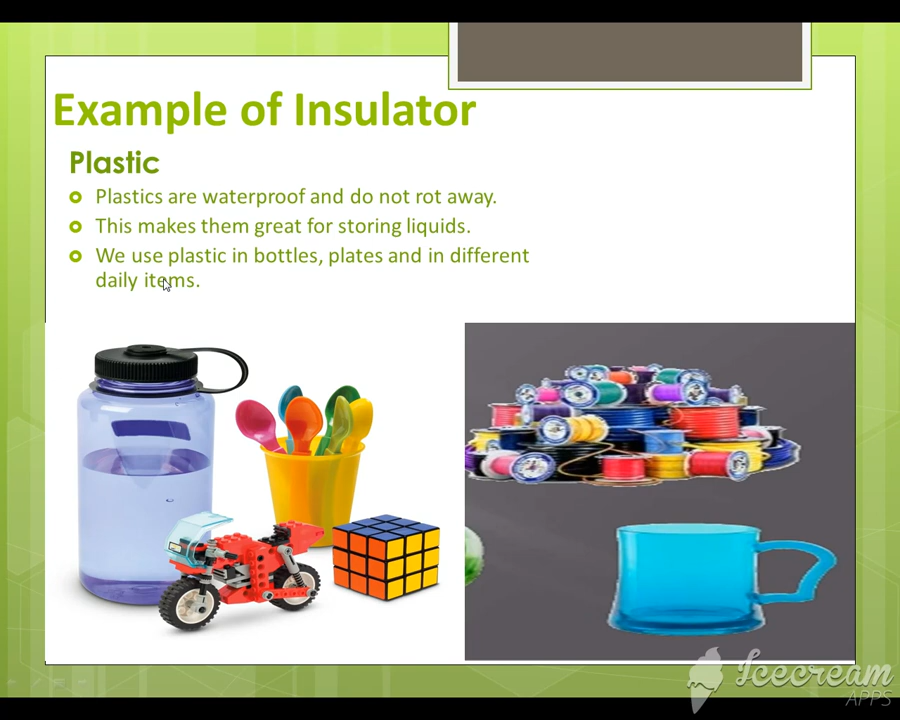 Example of Insulator
Plastic
Plastics are waterproof and do not rot away.
This makes them great for storing liquids.
We use plastic in bottles, plates and in different
daily items.
Icecream
APPS